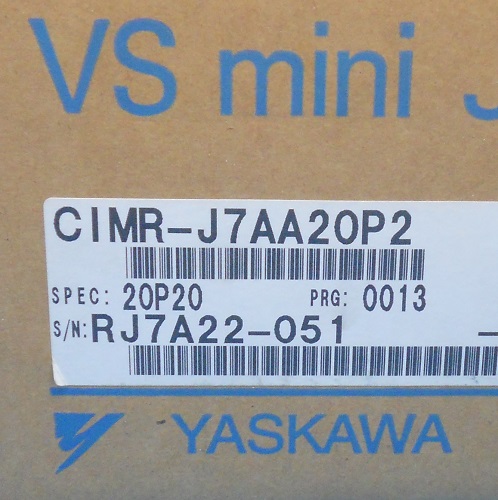 VS mini J
CIMR-J7AA20P2
SPEC: 20P20 PRG: 0013
S/N: RJ7A22-051 -
YASKAWA